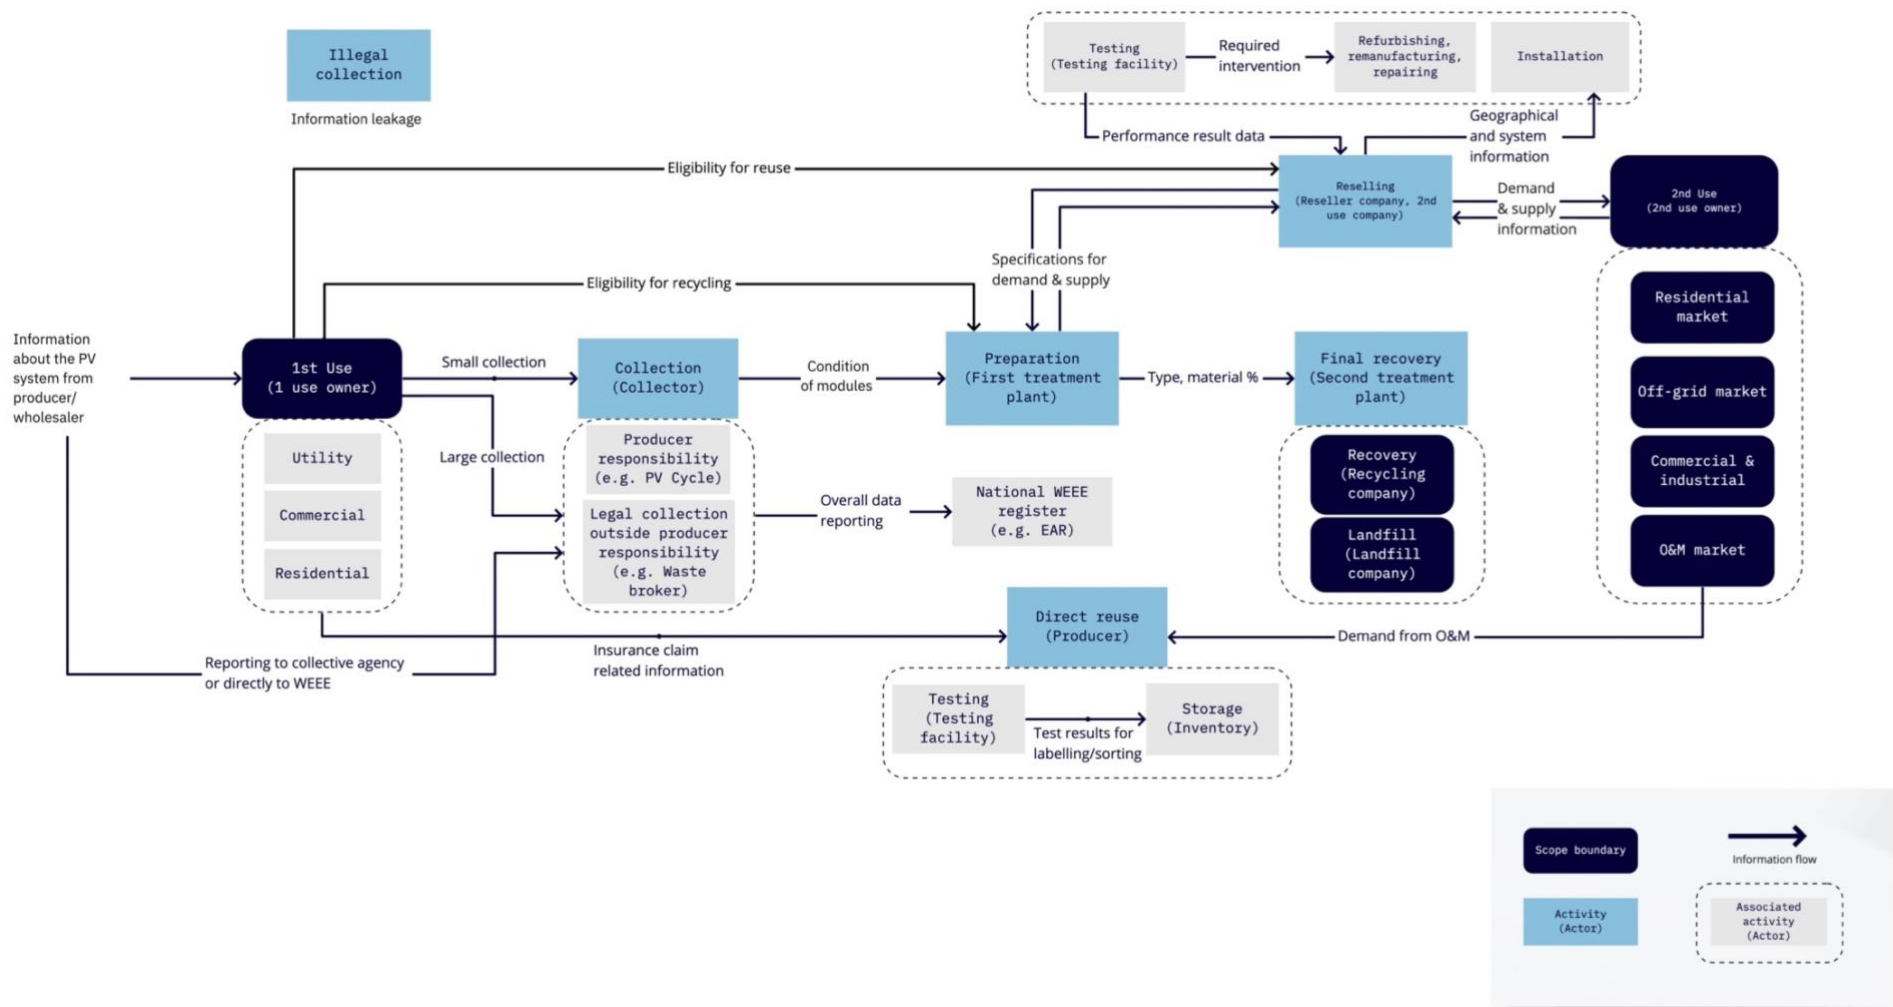 Illegal
collection
Information leakage
Testing
(Testing facility)
Required
intervention
Refurbishing,
remanufacturing,
repairing
Installation
Performance result data
Geographical
and system
information
Eligibility for reuse
Reselling
(Reseller company, 2nd
use company)
Demand
& supply
information
2nd Use
(2nd use owner)
Specifications for
demand & supply
Eligibility for recycling
Residential
market
Off-grid market
Commercial &
industrial
O&M market
Information
about the PV
system from
producer/
wholesaler
1st Use
(1 use owner)
Small collection
Collection
(Collector)
Condition
of modules
Preparation
(First treatment
plant)
Type, material %
Final recovery
(Second treatment
plant)
Utility
Commercial
Residential
Large collection
Producer
responsibility
(e.g. PV Cycle)
Legal collection
outside producer
responsibility
(e.g. Waste
broker)
Overall data
reporting
National WEEE
register
(e.g. EAR)
Recovery
(Recycling
company)
Landfill
(Landfill
company)
Direct reuse
(Producer)
Demand from O&M
Insurance claim
related information
Reporting to collective agency
or directly to WEEE
Testing
(Testing
facility)
Test results for
labelling/sorting
Storage
(Inventory)
Scope boundary
Information flow
Activity
(Actor)
Associated
activity
(Actor)